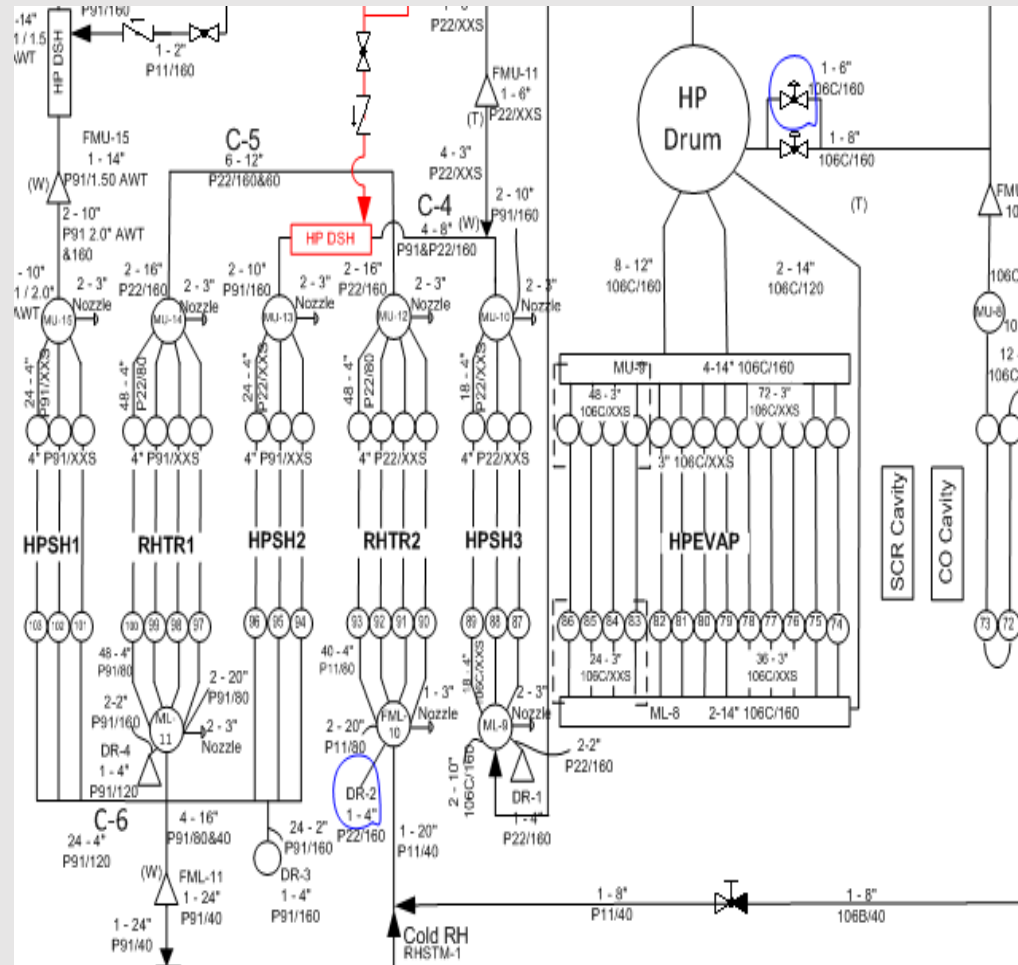 P91/160
-14"
1 / 1.5
AWT
HP DSH
1 - 2"
P11/160
P22/XXS
FMU-11
1 - 6"
P22/XXS
(T)
HP
Drum
1 - 6"
106C/160
1 - 8"
106C/160
(T)
FMU-15
1 - 14"
P91/1.50 AWT
(W)
C-5
6 - 12"
P22/160&60
4 - 3"
P22/XXS
C-4
(W)
2 - 10"
P91/160
4 - 8"
P91&P22/160
HP DSH
FMU
10
2 - 10"
P91 2.0" AWT
&160
- 10"
1 / 2.0"
AWT
2 - 3"
Nozzle
2 - 16"
P22/160
2 - 3"
Nozzle
2 - 10"
P91/160
2 - 3"
Nozzle
2 - 16"
P22/160
2 - 3"
Nozzle
2 - 3"
Nozzle
8 - 12"
106C/160
2 - 14"
106C/120
106C
MU-15
MU-14
MU-13
MU-12
MU-10
MU-8
10
24 - 4"
P91/XXS
48 - 4"
P22/80
24 - 4"
P22/XXS
48 - 4"
P22/80
18 - 4"
P22/XXS
MU-9
4-14" 106C/160
12 -
106C
48 - 3"
106C/XXS
72 - 3"
106C/XXS
4" P91/XXS
4" P91/XXS
4" P91/XXS
4" P22/XXS
4" P22/XXS
3" 106C/XXS
SCR Cavity
CO Cavity
HPSH1
RHTR1
HPSH2
RHTR2
HPSH3
HPEVAP
103 102 101
100 99 98 97
96 95 94
93 92 91 90
89 88 87
86 85 84 83 82 81 80 79 78 77 76 75 74
73 72
48 - 4"
P91/80
2-2"
P91/160
2 - 20"
P91/80
ML-
11
2 - 3"
Nozzle
40 - 4"
P11/80
1 - 3"
Nozzle
2 - 20"
P11/80
FML-
10
18 - 4"
106C/XXS
2 - 3"
Nozzle
ML-9
24 - 3"
106C/XXS
36 - 3"
106C/XXS
ML-8
2-14" 106C/160
2-2"
P22/160
2 - 10"
106C/160
DR-4
1 - 4"
P91/120
DR-2
1 - 4"
P22/160
DR-1
1 - 4"
P22/160
C-6
24 - 4"
P91/120
4 - 16"
P91/80&40
24 - 2"
P91/160
1 - 20"
P11/40
(W)
FML-11
1 - 24"
P91/40
DR-3
1 - 4"
P91/160
1 - 24"
P91/40
Cold RH
RHSTM-1
1 - 8"
P11/40
1 - 8"
106B/40